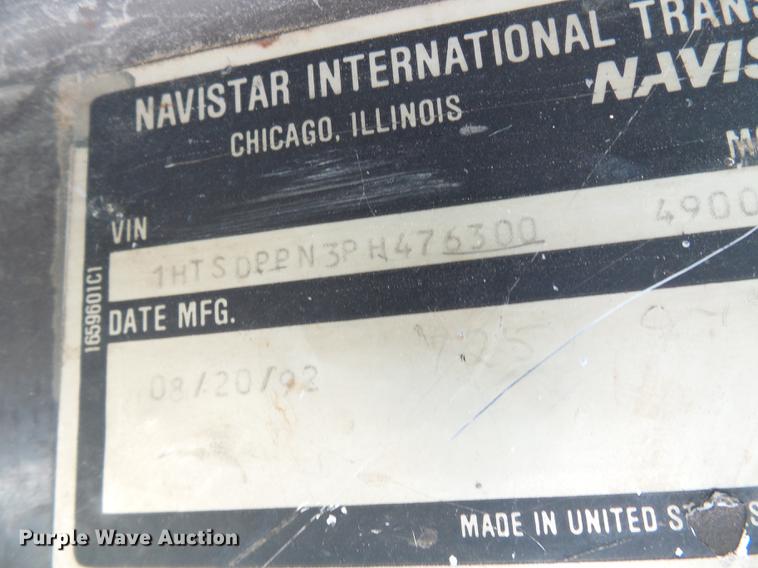 NAVISTAR INTERNATIONAL TRANS
CHICAGO, ILLINOIS
NAVIS
MO
VIN
1HTSDPPN3PH476300 4900
1659601C1
DATE MFG.
08/20/92
MADE IN UNITED
Purple Wave Auction